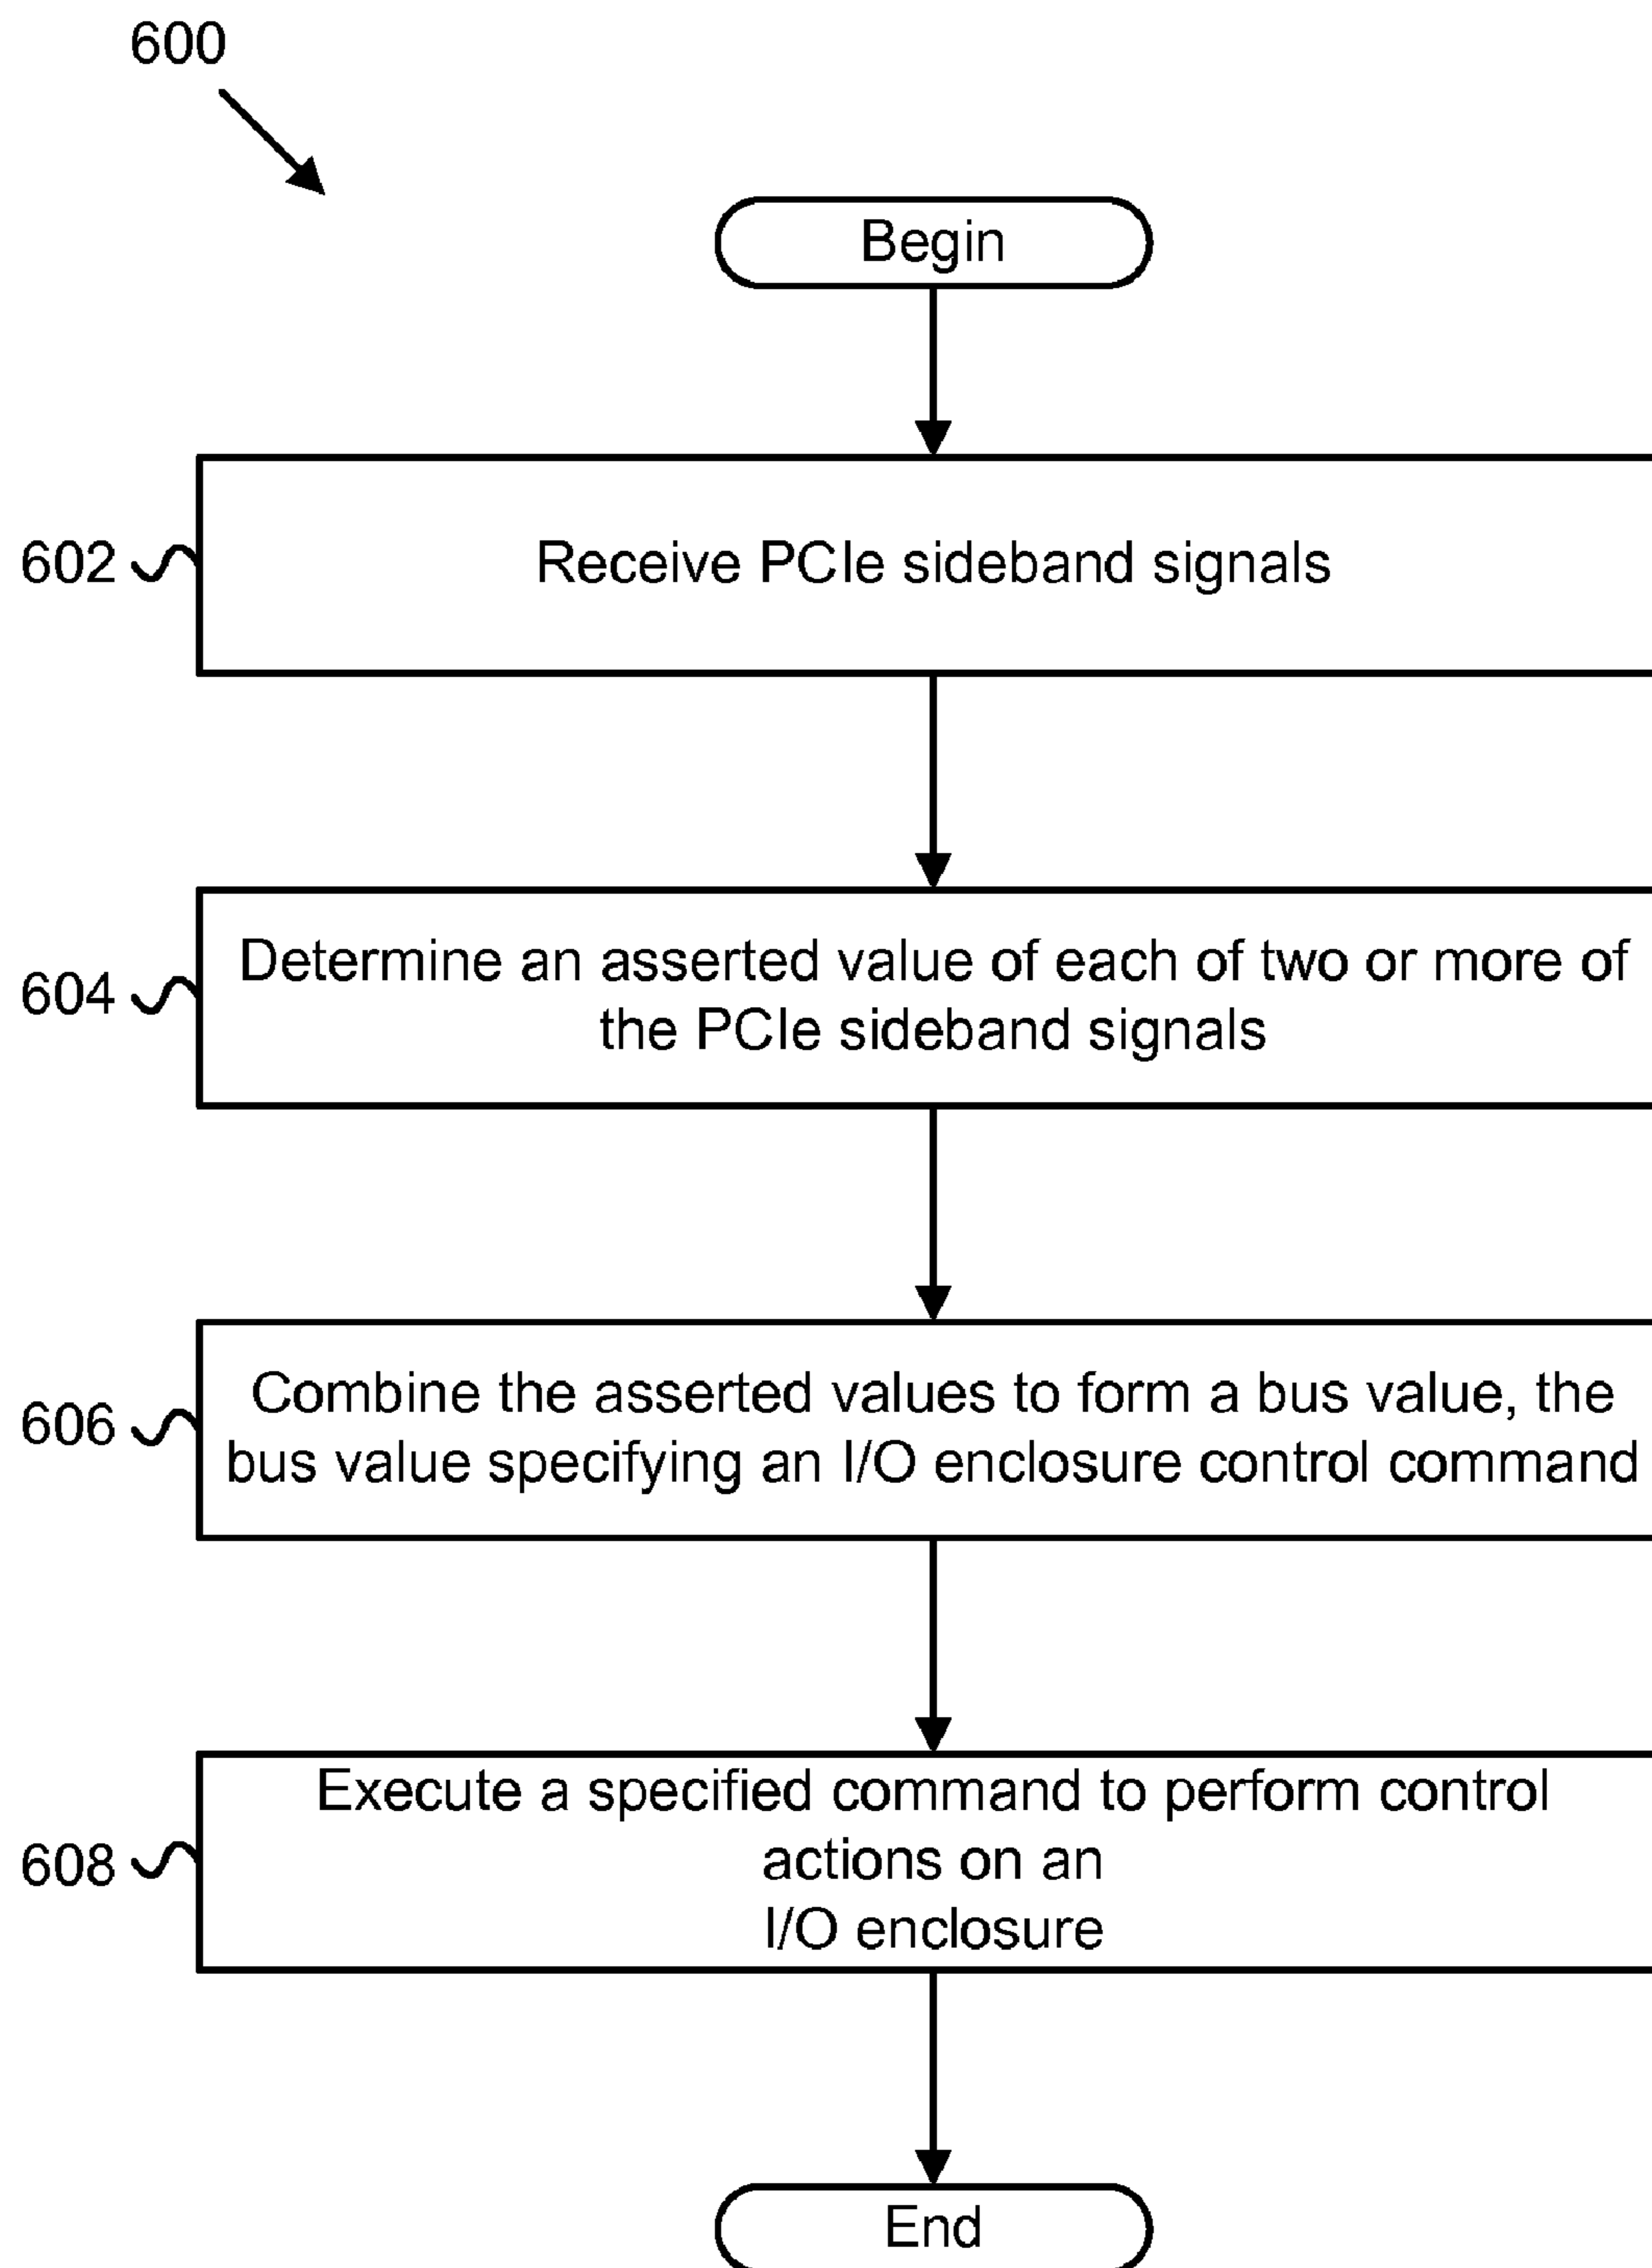 600
Begin
602
Receive PCIe sideband signals
604
Determine an asserted value of each of two or more of
the PCIe sideband signals
606
Combine the asserted values to form a bus value, the
bus value specifying an I/O enclosure control command
608
Execute a specified command to perform control
actions on an
I/O enclosure
End